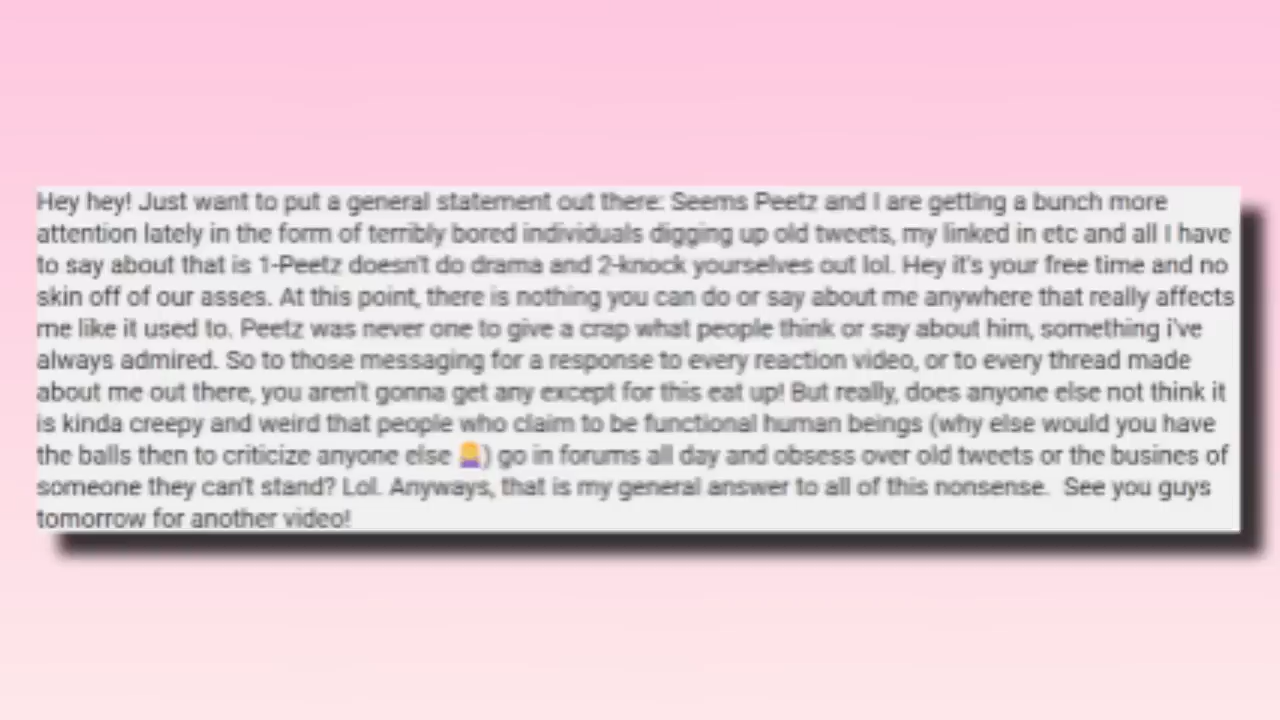 Hey hey! Just want to put a general statement out there: Seems Peetz and I are getting a bunch more
attention lately in the form of terribly bored individuals digging up old tweets, my linked in etc and all I have
to say about that is 1-Peetz doesn't do drama and 2-knock yourselves out lol. Hey it's your free time and no
skin off of our asses. At this point, there is nothing you can do or say about me anywhere that really affects
me like it used to. Peetz was never one to give a crap what people think or say about him, something i've
always admired. So to those messaging for a response to every reaction video, or to every thread made
about me out there, you aren't gonna get any except for this eat up! But really, does anyone else not think it
is kinda creepy and weird that people who claim to be functional human beings (why else would you have
the balls then to criticize anyone else 🤷‍♀️) go in forums all day and obsess over old tweets or the busines of
someone they can't stand? Lol. Anyways, that is my general answer to all of this nonsense.  See you guys
tomorrow for another video!